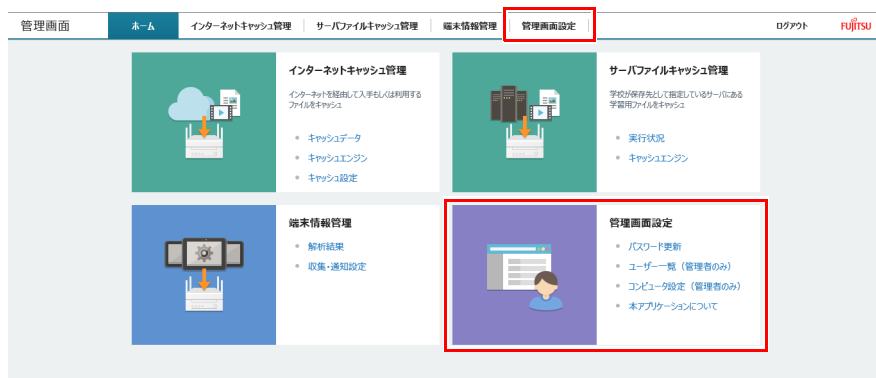 管理画面
ホーム
インターネットキャッシュ管理
サーバファイルキャッシュ管理
端末情報管理
管理画面設定
ログアウト
FUJITSU
インターネットキャッシュ管理
インターネットを経由して入手もしくは利用する
ファイルをキャッシュ
キャッシュデータ
キャッシュエンジン
キャッシュ設定
サーバファイルキャッシュ管理
学校が保存先として指定しているサーバにある
学習用ファイルをキャッシュ
実行状況
キャッシュエンジン
端末情報管理
解析結果
収集・通知設定
管理画面設定
パスワード更新
ユーザー一覧（管理者のみ）
コンピュータ設定（管理者のみ）
本アプリケーションについて